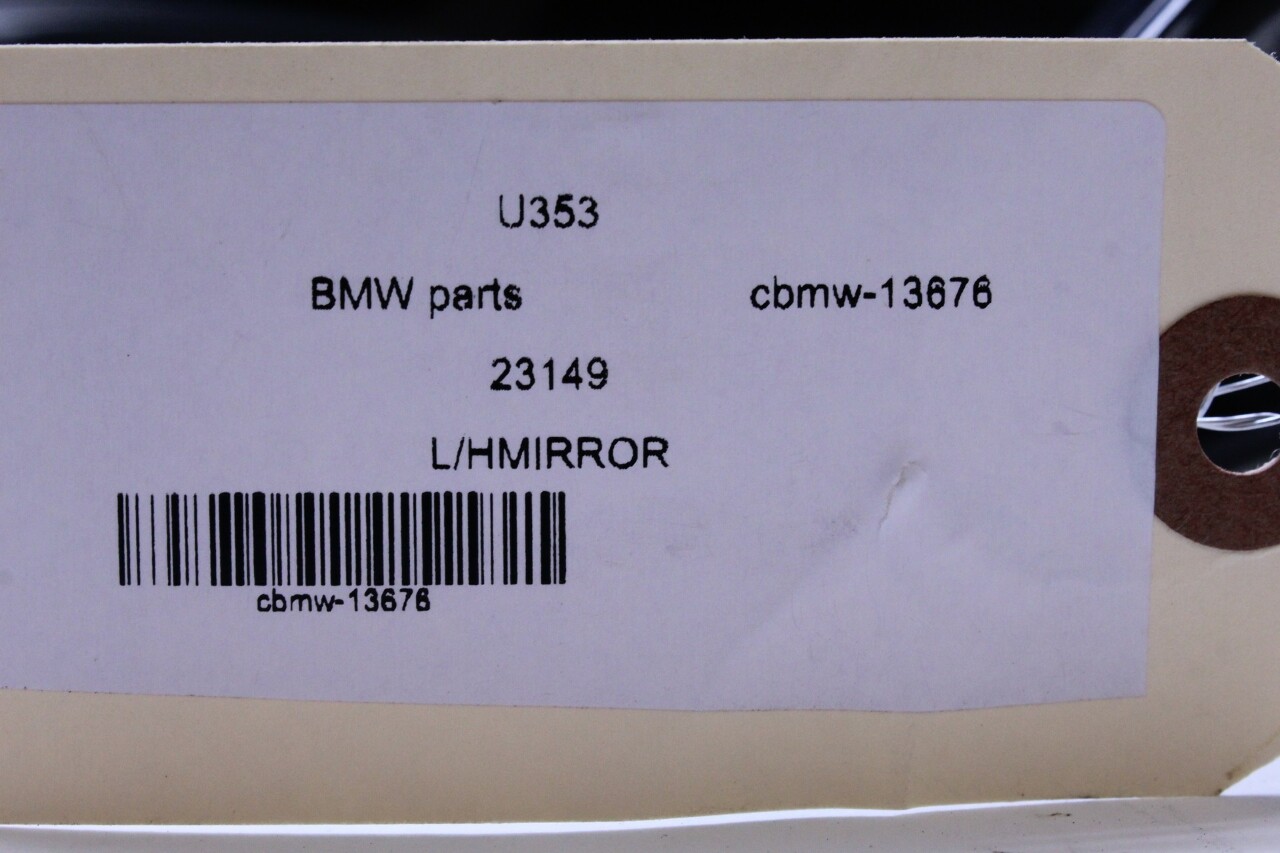 U353
BMW parts cbmw-13676
23149
L/HMIRROR
cbmw-13676